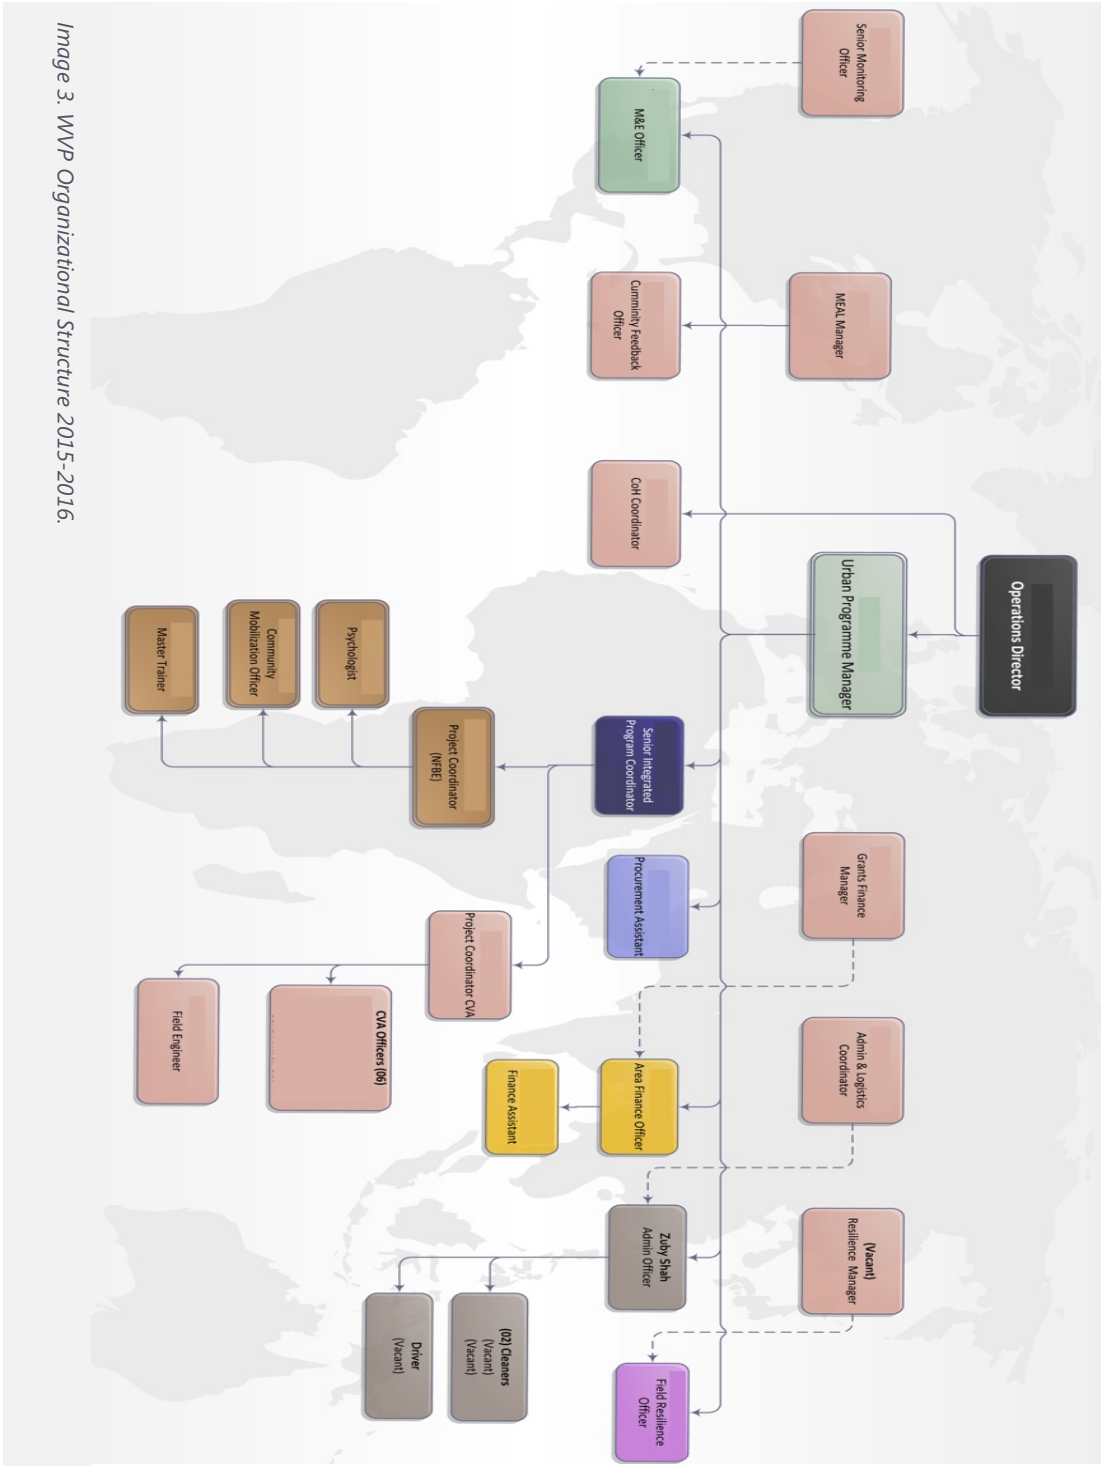 Operations Director
Urban Programme Manager
Senior Monitoring
Officer
MEAL Manager
Grants Finance
Manager
Admin & Logistics
Coordinator
(Vacant)
Resilience Manager
M&E Officer
Cumminity Feedback
Officer
CoH Coordinator
Senior Integrated
Program Coordinator
Procurement Assistant
Area Finance Officer
Zuby Shah
Admin Officer
Field Resilience
Officer
Project Coordinator
(NFBE)
Project Coordinator CVA
Finance Assistant
(02) Cleaners
(Vacant)
(Vacant)
Driver
(Vacant)
Psychologist
Community
Mobilization Officer
Master Trainer
CVA Officers (06)
Field Engineer
Image 3. WVP Organizational Structure 2015-2016.